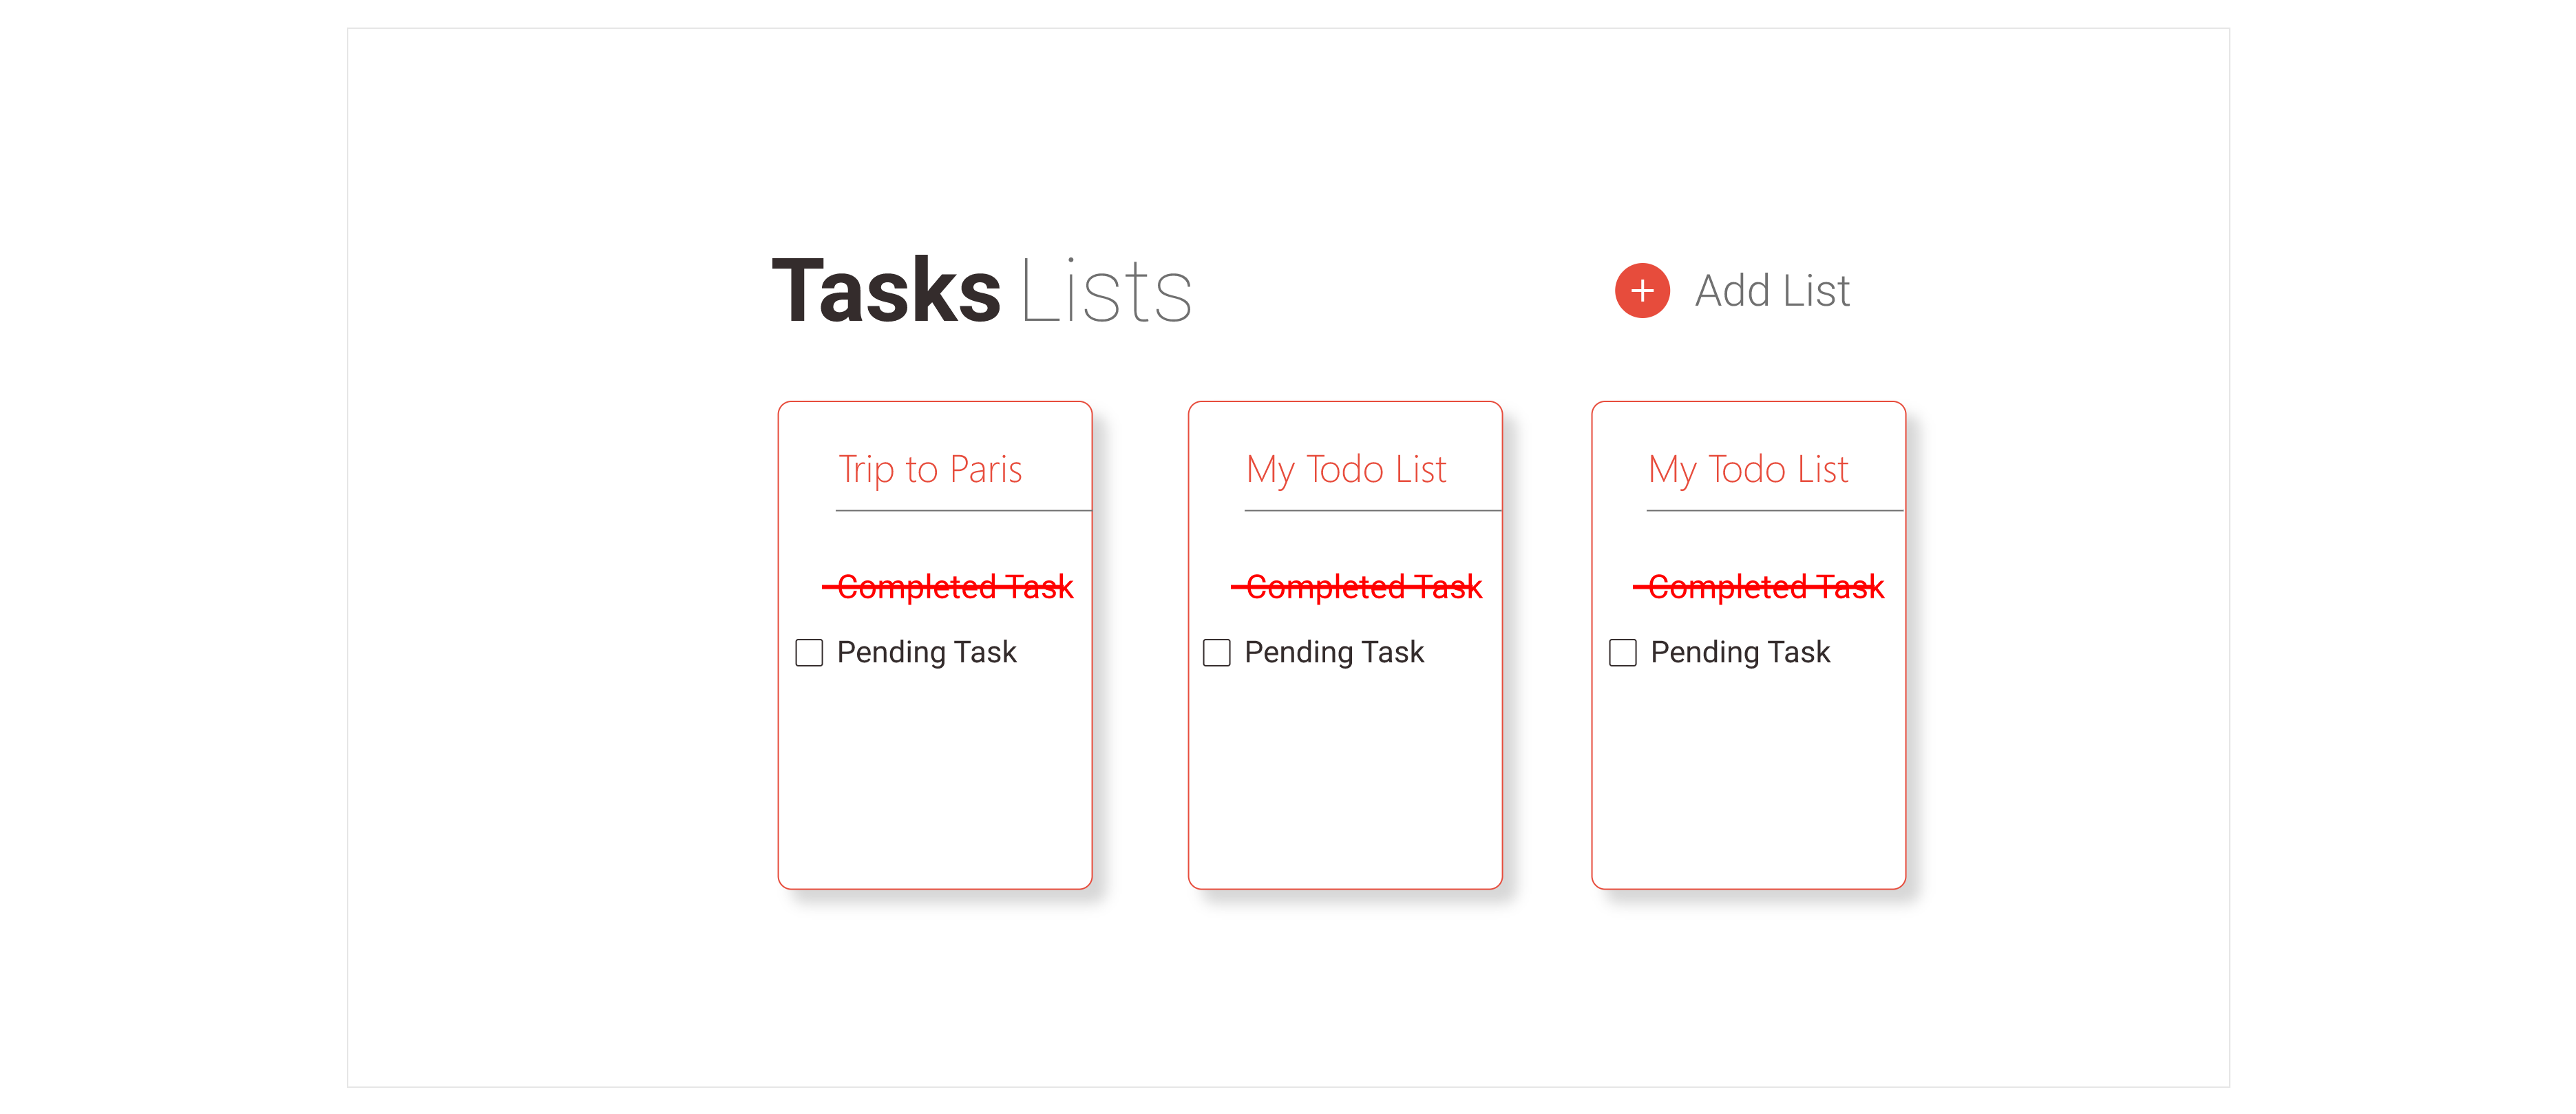 Tasks Lists
Add List
Trip to Paris
Completed Task
Pending Task
My Todo List
Completed Task
Pending Task
My Todo List
Completed Task
Pending Task